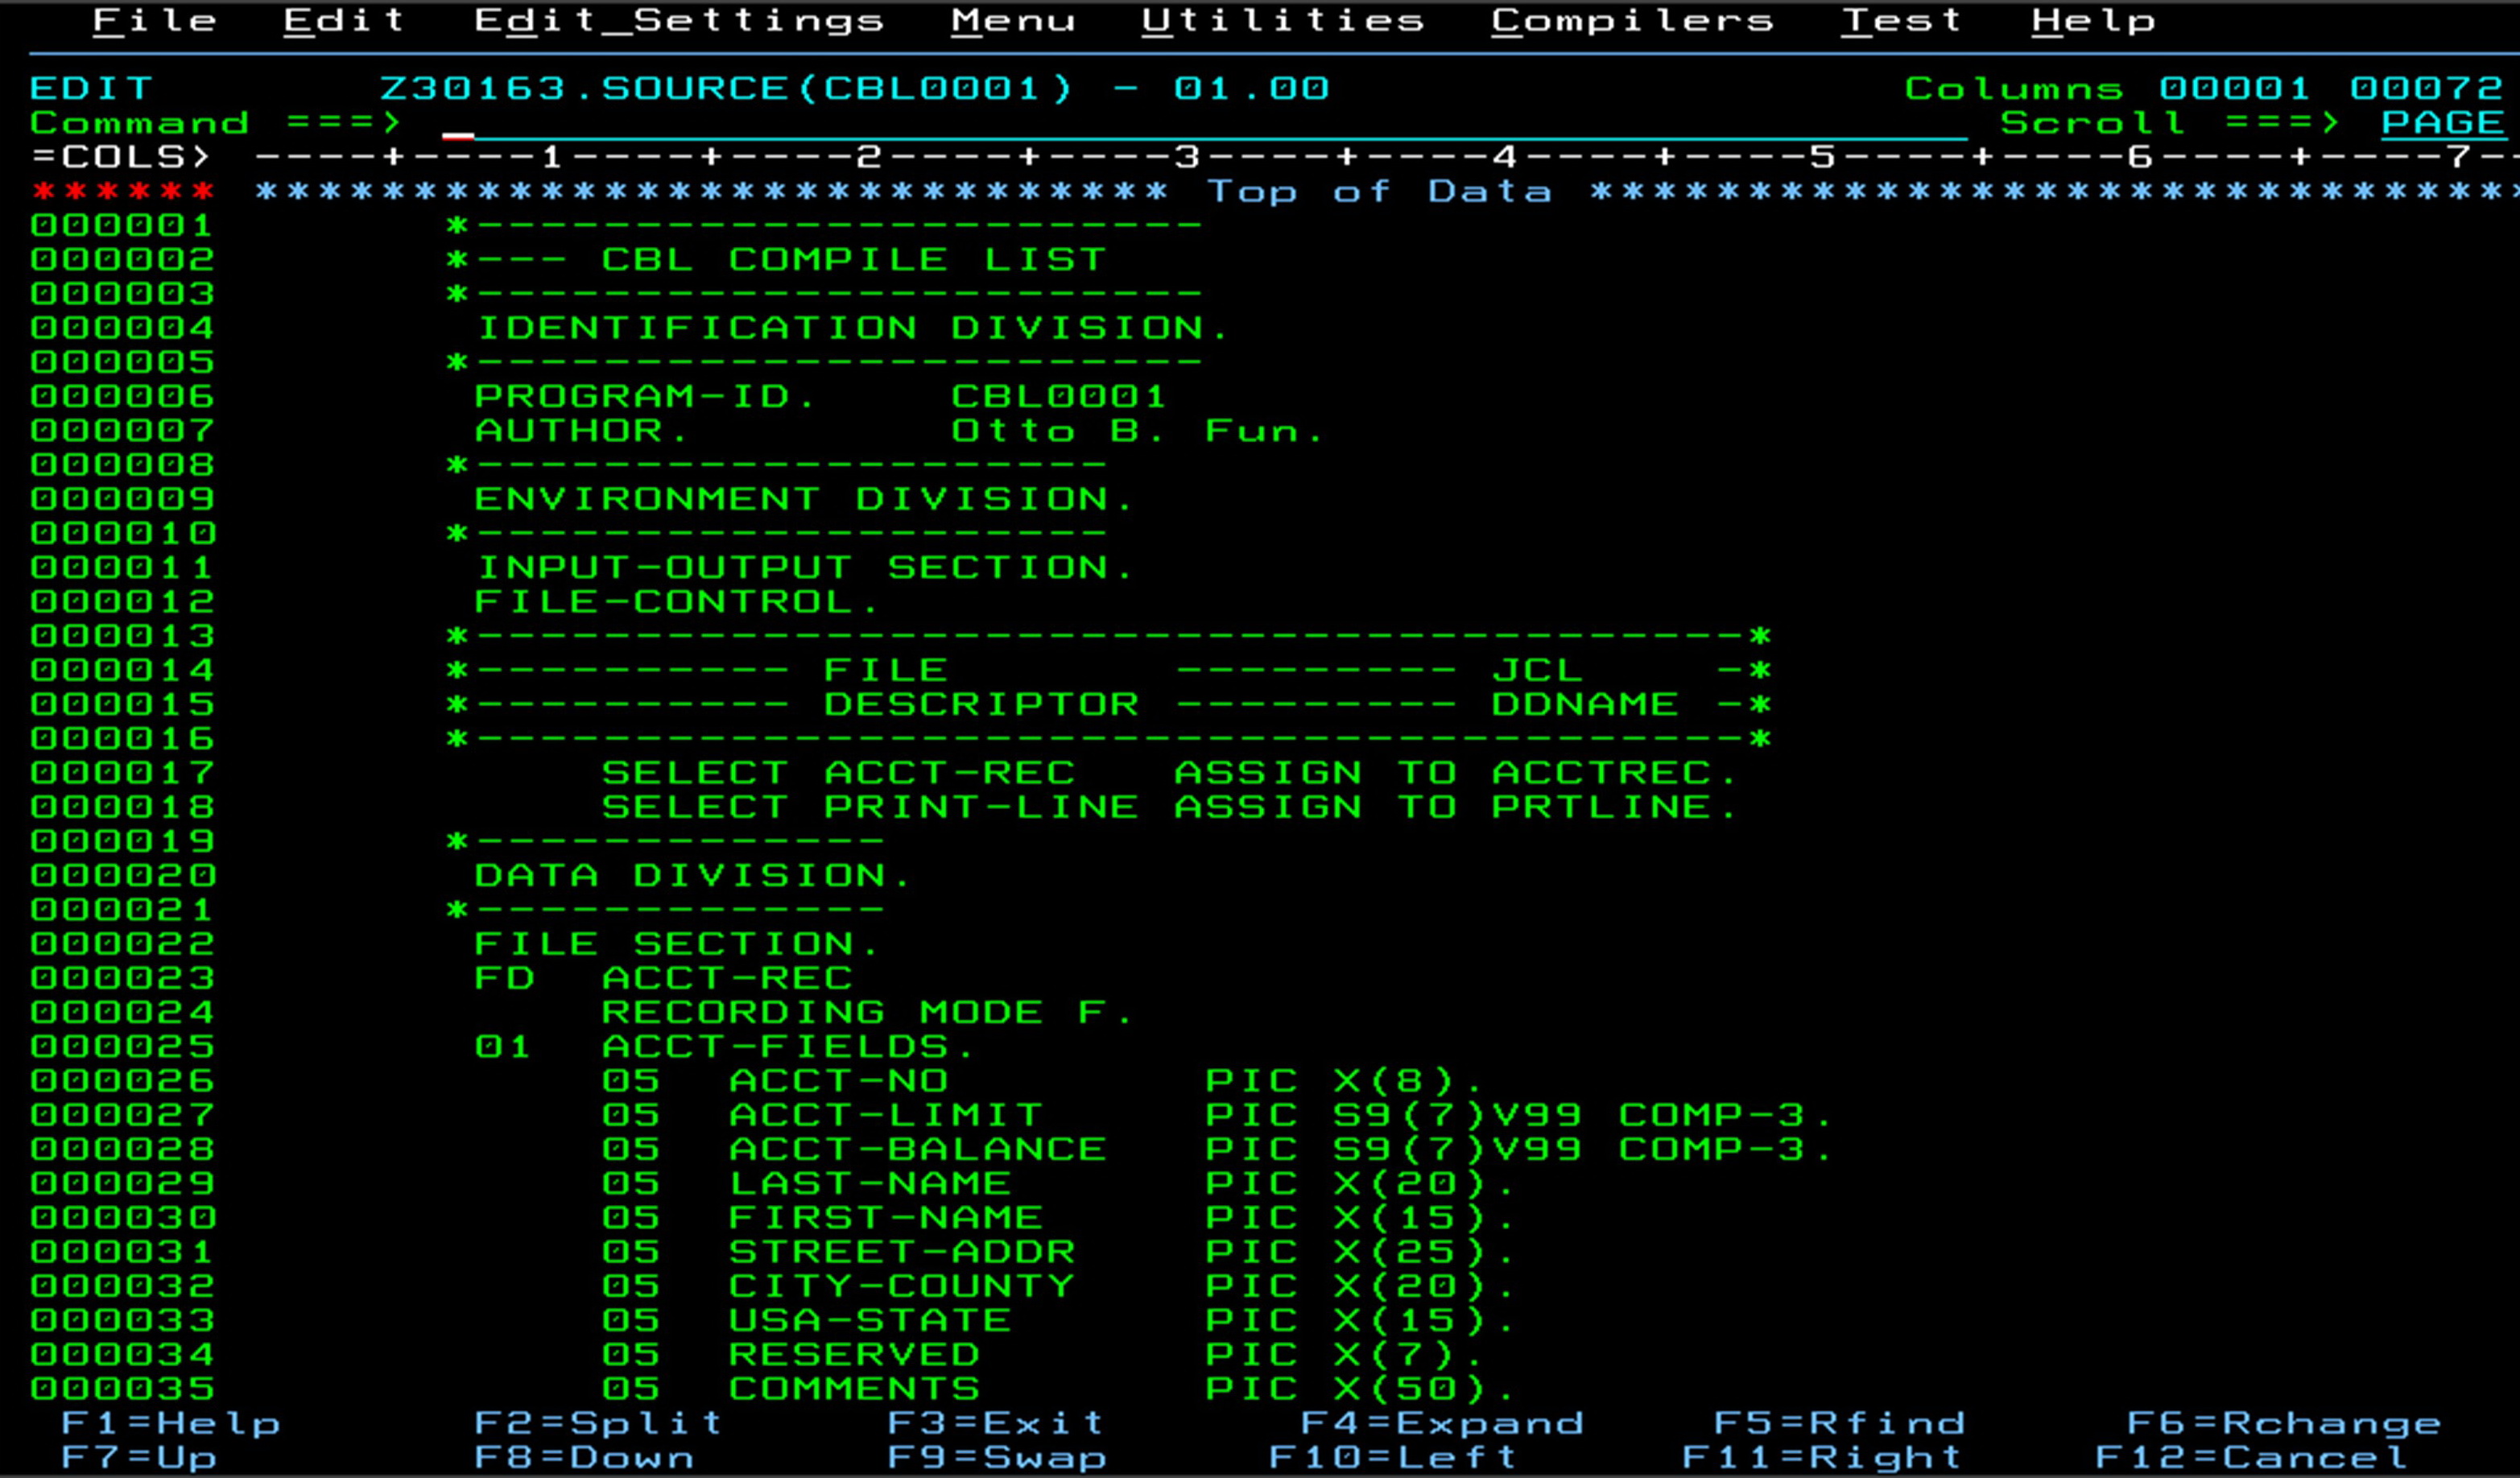 File  Edit  Edit_Settings  Menu  Utilities  Compilers  Test  Help
EDIT       Z30163.SOURCE(CBL0001) - 01.00                  Columns 00001 00072
Command ===>                                                  Scroll ===> PAGE
=COLS> ----+----1----+----2----+----3----+----4----+----5----+----6----+----7--
****** ***************************** Top of Data ******************************
000001       *-----------------------
000002       *--- CBL COMPILE LIST
000003       *-----------------------
000004        IDENTIFICATION DIVISION.
000005       *-----------------------
000006        PROGRAM-ID.    CBL0001
000007        AUTHOR.        Otto B. Fun.
000008       *--------------------
000009        ENVIRONMENT DIVISION.
000010       *--------------------
000011        INPUT-OUTPUT SECTION.
000012        FILE-CONTROL.
000013       *----------------------------------------*
000014       *---------- FILE       --------- JCL    -*
000015       *---------- DESCRIPTOR --------- DDNAME -*
000016       *----------------------------------------*
000017            SELECT ACCT-REC   ASSIGN TO ACCTREC.
000018            SELECT PRINT-LINE ASSIGN TO PRTLINE.
000019       *-------------
000020        DATA DIVISION.
000021       *-------------
000022        FILE SECTION.
000023        FD  ACCT-REC
000024            RECORDING MODE F.
000025        01  ACCT-FIELDS.
000026            05  ACCT-NO        PIC X(8).
000027            05  ACCT-LIMIT     PIC S9(7)V99 COMP-3.
000028            05  ACCT-BALANCE   PIC S9(7)V99 COMP-3.
000029            05  LAST-NAME      PIC X(20).
000030            05  FIRST-NAME     PIC X(15).
000031            05  STREET-ADDR    PIC X(25).
000032            05  CITY-COUNTY    PIC X(20).
000033            05  USA-STATE      PIC X(15).
000034            05  RESERVED       PIC X(7).
000035            05  COMMENTS       PIC X(50).
F1=Help      F2=Split     F3=Exit      F4=Expand    F5=Rfind     F6=Rchange
F7=Up        F8=Down      F9=Swap     F10=Left     F11=Right    F12=Cancel